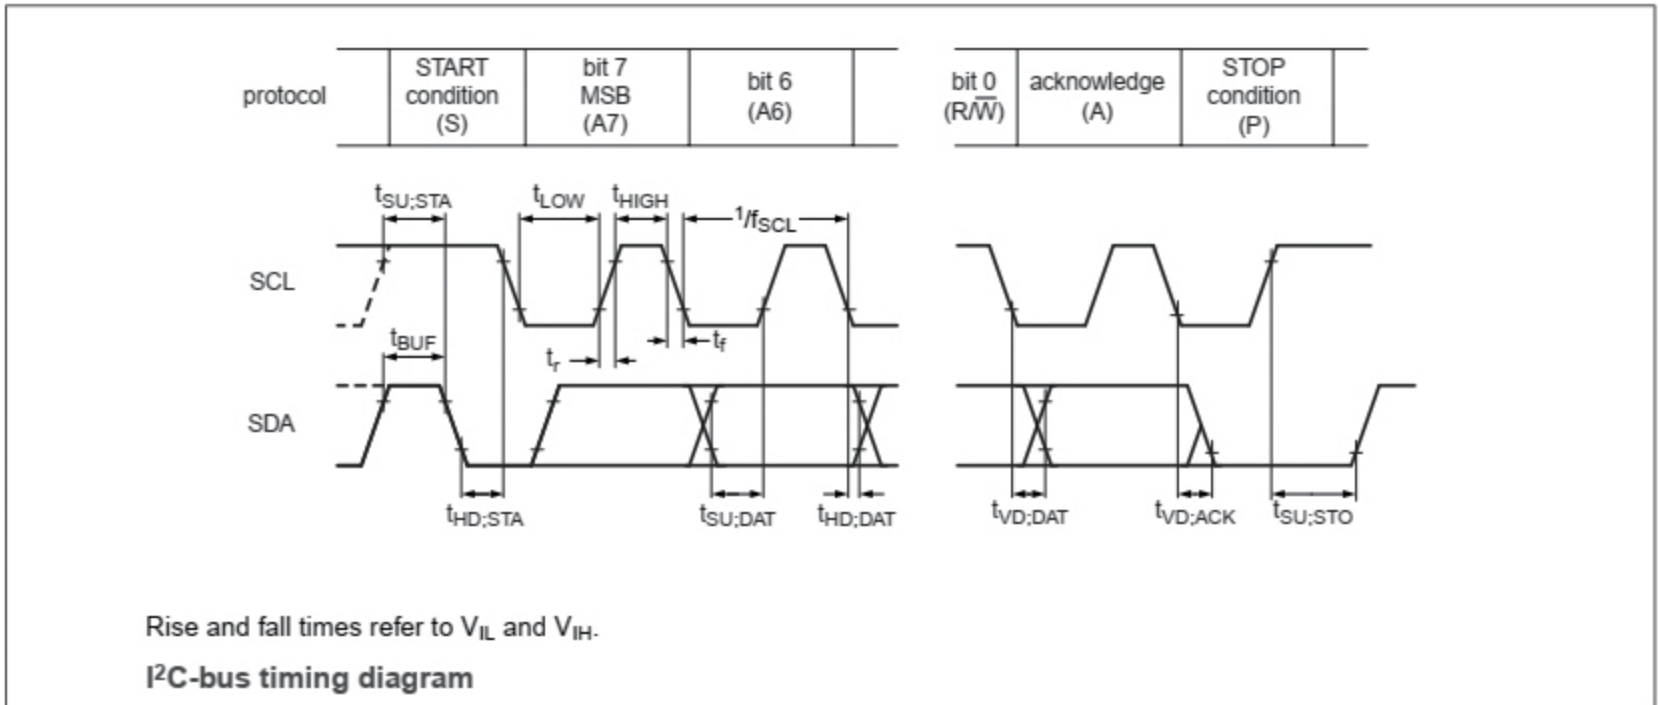 protocol
START
condition
(S)
bit 7
MSB
(A7)
bit 6
(A6)
bit 0
(R/W̅)
acknowledge
(A)
STOP
condition
(P)
tSU;STA
tLOW
tHIGH
1/fSCL
SCL
tBUF
tr
tf
SDA
tHD;STA
tSU;DAT
tHD;DAT
tVD;DAT
tVD;ACK
tSU;STO
Rise and fall times refer to VIL and VIH.
I²C-bus timing diagram